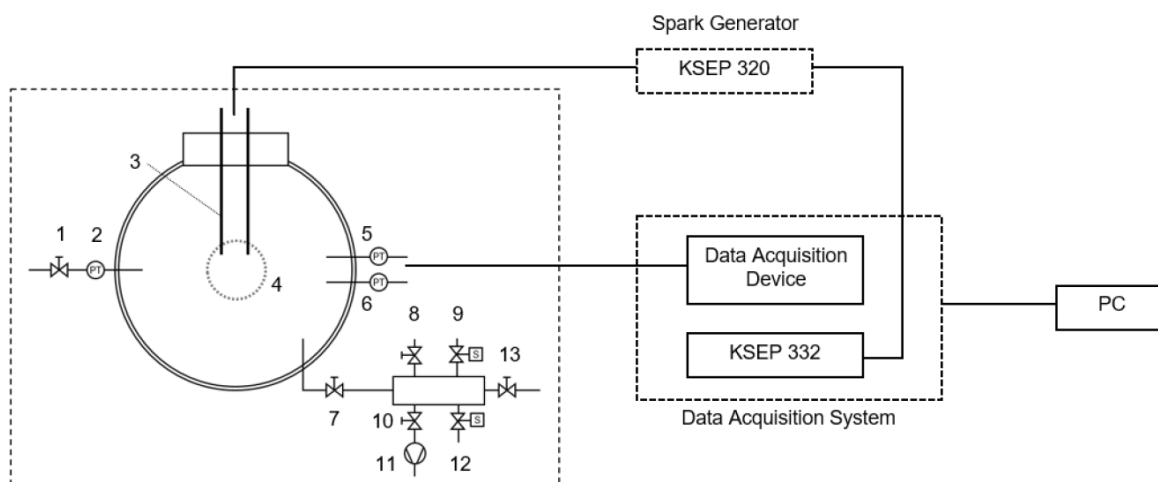 Spark Generator
KSEP 320
3
1
2
PT
4
5
PT
PT
6
Data Acquisition
Device
PC
KSEP 332
8
9
S
13
7
10
S
11
12
Data Acquisition System